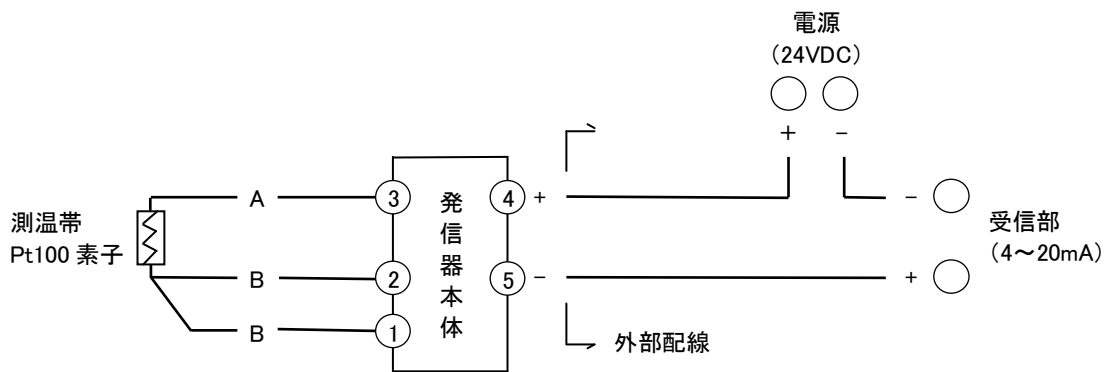 電源
（24VDC）
+ -
A
3
4
+
-
測温帯
Pt100 素子
発信器本体
受信部
（4～20mA）
B
2
5
-
+
B
1
外部配線